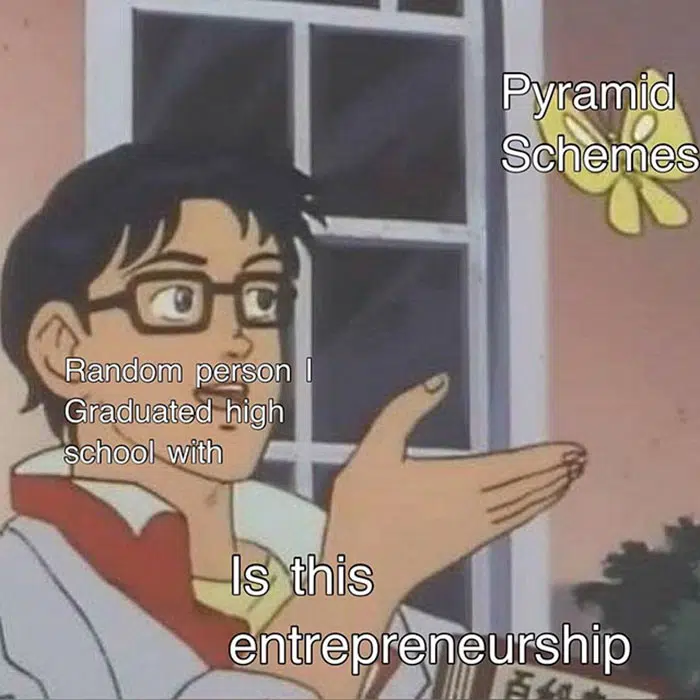 Pyramid
Schemes
Random person I
Graduated high
school with
Is this
entrepreneurship